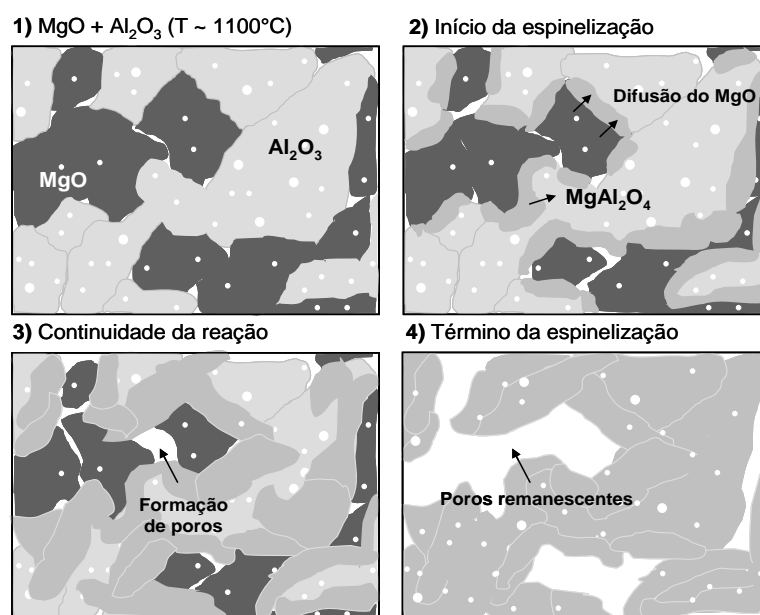 1) MgO + Al₂O₃ (T ~ 1100°C)
2) Início da espinelização
MgO
Al₂O₃
Difusão do MgO
MgAl₂O₄
3) Continuidade da reação
4) Término da espinelização
Formação
de poros
Poros remanescentes